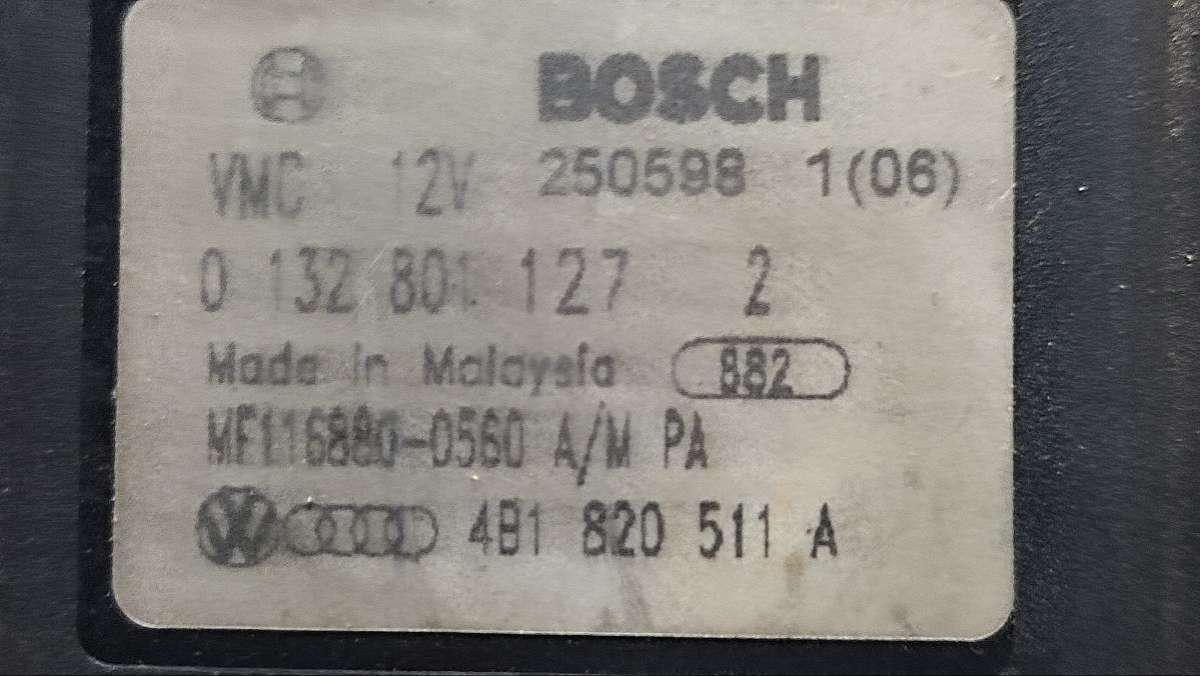 BOSCH
VMC 12V 250598 1(06)
0 132 801 127 2
Made in Malaysia 882
MF116880-0560 A/M PA
4B1 820 511 A